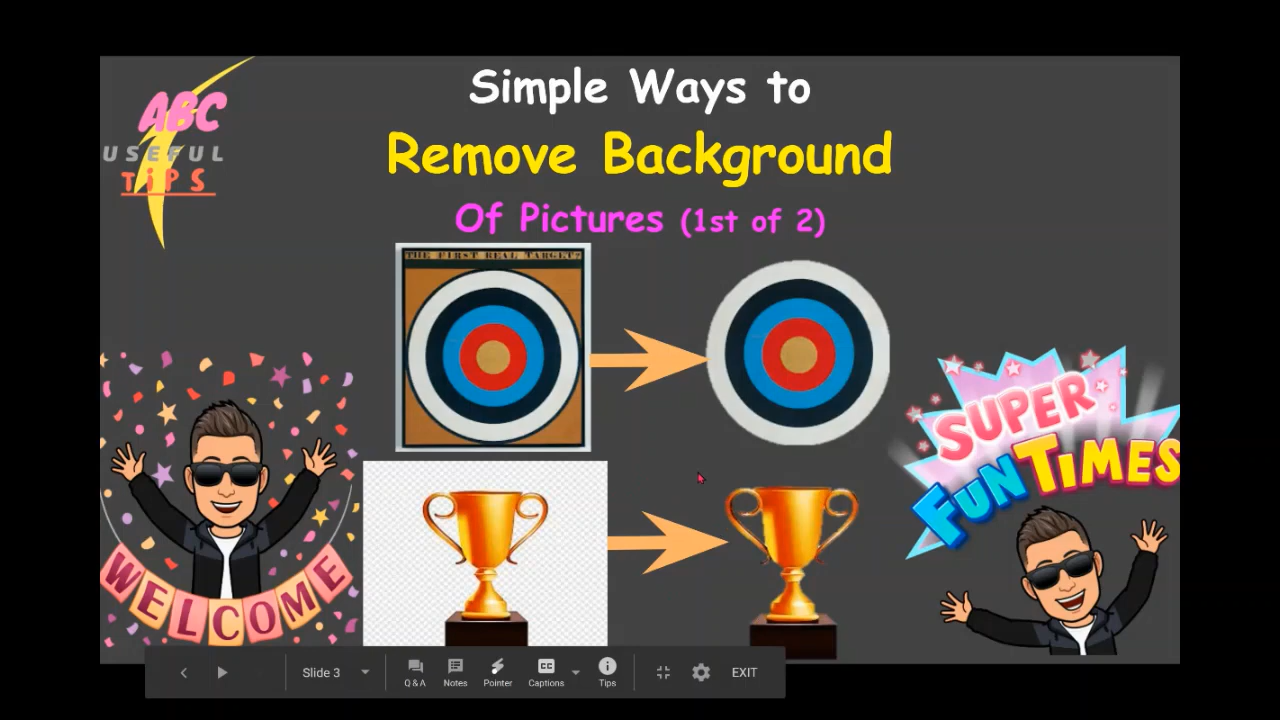 ABC
USEFUL
TiPS
Simple Ways to
Remove Background
Of Pictures (1st of 2)
THE FIRST REAL TARGET?
WELCOME
SUPER
FUN TIMES
Slide 3
Q & A
Notes
Pointer
CC
Captions
Tips
EXIT